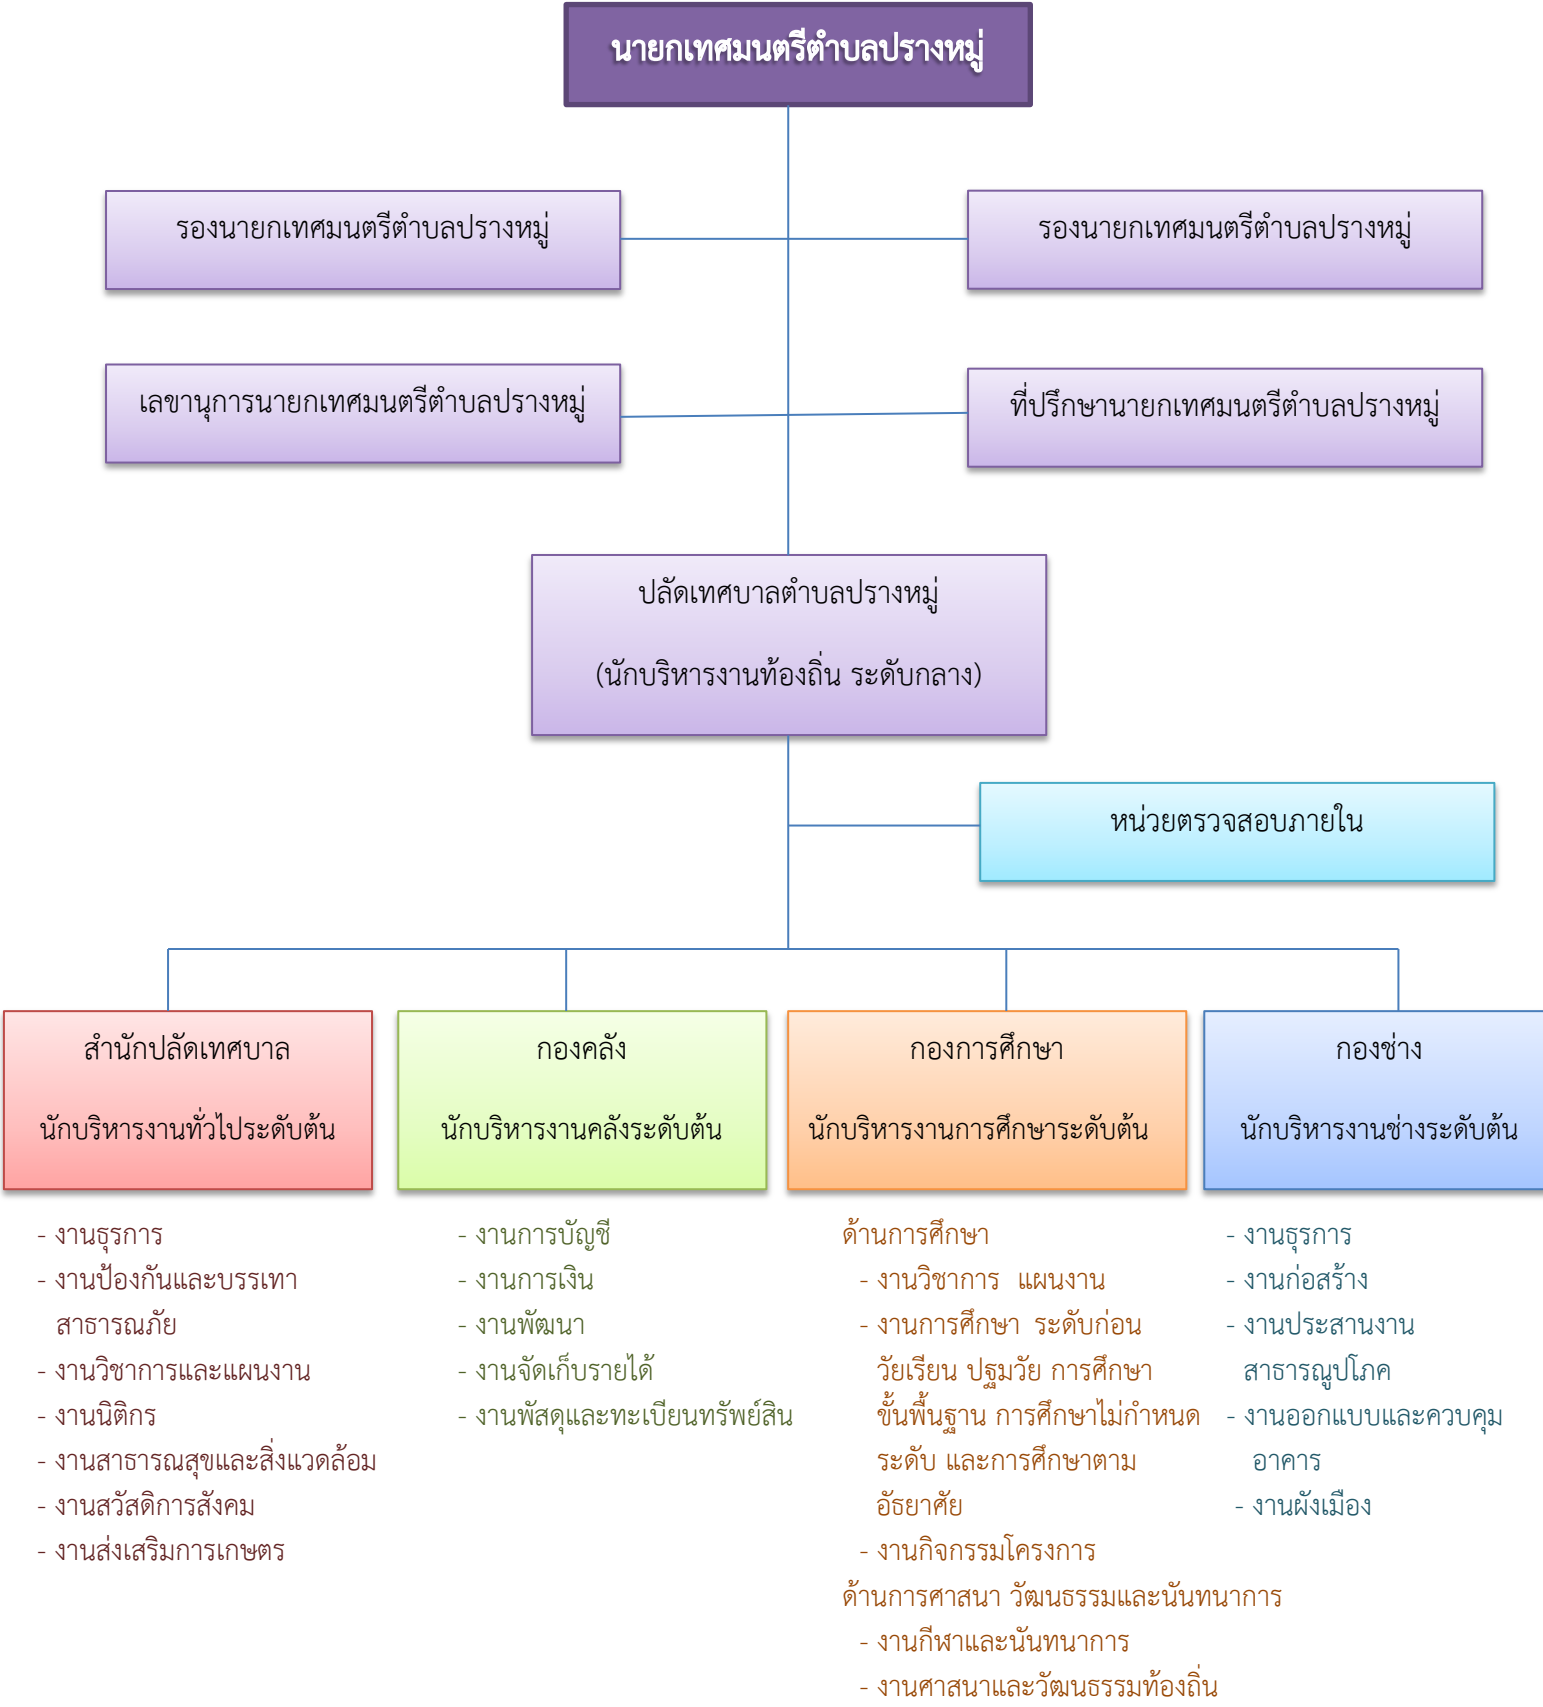 นายกเทศมนตรีตำบลปรางหมู่
รองนายกเทศมนตรีตำบลปรางหมู่
รองนายกเทศมนตรีตำบลปรางหมู่
เลขานุการนายกเทศมนตรีตำบลปรางหมู่
ที่ปรึกษานายกเทศมนตรีตำบลปรางหมู่
ปลัดเทศบาลตำบลปรางหมู่
(นักบริหารงานท้องถิ่น ระดับกลาง)
หน่วยตรวจสอบภายใน
สำนักปลัดเทศบาล
นักบริหารงานทั่วไประดับต้น
กองคลัง
นักบริหารงานคลังระดับต้น
กองการศึกษา
นักบริหารงานการศึกษาระดับต้น
กองช่าง
นักบริหารงานช่างระดับต้น
- งานธุรการ
- งานป้องกันและบรรเทา
สาธารณภัย
- งานวิชาการและแผนงาน
- งานนิติกร
- งานสาธารณสุขและสิ่งแวดล้อม
- งานสวัสดิการสังคม
- งานส่งเสริมการเกษตร
- งานการบัญชี
- งานการเงิน
- งานพัฒนา
- งานจัดเก็บรายได้
- งานพัสดุและทะเบียนทรัพย์สิน
ด้านการศึกษา
- งานวิชาการ แผนงาน
- งานการศึกษา ระดับก่อน
วัยเรียน ปฐมวัย การศึกษา
ขั้นพื้นฐาน การศึกษาไม่กำหนด
ระดับ และการศึกษาตาม
อัธยาศัย
- งานกิจกรรมโครงการ
ด้านการศาสนา วัฒนธรรมและนันทนาการ
- งานกีฬาและนันทนาการ
- งานศาสนาและวัฒนธรรมท้องถิ่น
- งานธุรการ
- งานก่อสร้าง
- งานประสานงาน
สาธารณูปโภค
- งานออกแบบและควบคุม
อาคาร
- งานผังเมือง